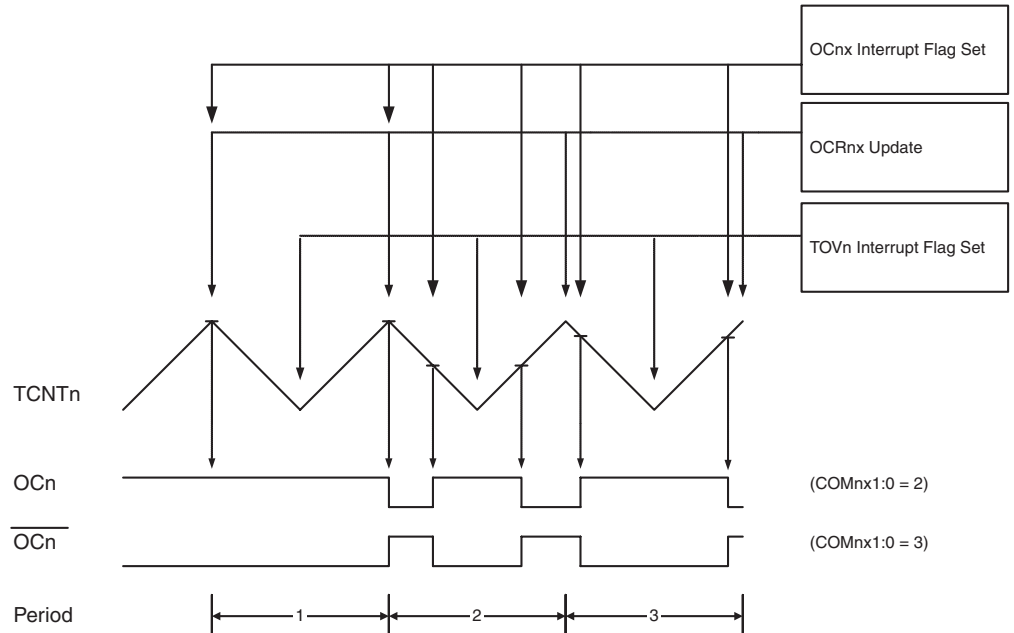 OCnx Interrupt Flag Set
OCRnx Update
TOVn Interrupt Flag Set
TCNTn
OCn (COMnx1:0 = 2)
OCn (COMnx1:0 = 3)
Period 1 2 3